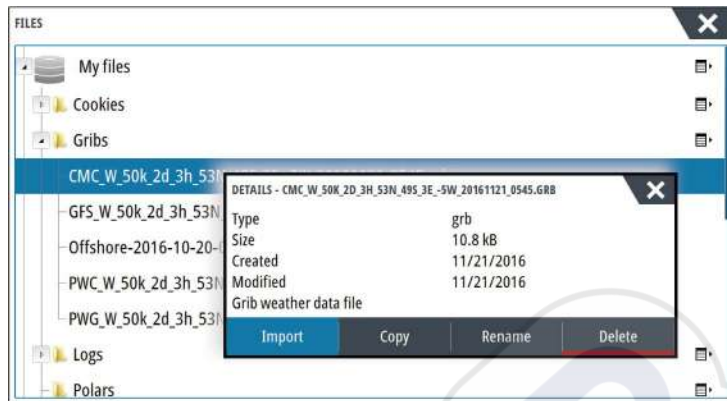 FILES
My files
Cookies
Gribs
CMC_W_50k_2d_3h_53N
DETAILS - CMC_W_50K_2D_3H_53N_49S_3E_-5W_20161121_0545.GRB
GFS_W_50k_2d_3h_53N
Type grb
Size 10.8 kB
Offshore-2016-10-20-
Created 11/21/2016
Modified 11/21/2016
PWC_W_50k_2d_3h_53N
Grib weather data file
PWG_W_50k_2d_3h_53N
Import Copy Rename Delete
Logs
Polars